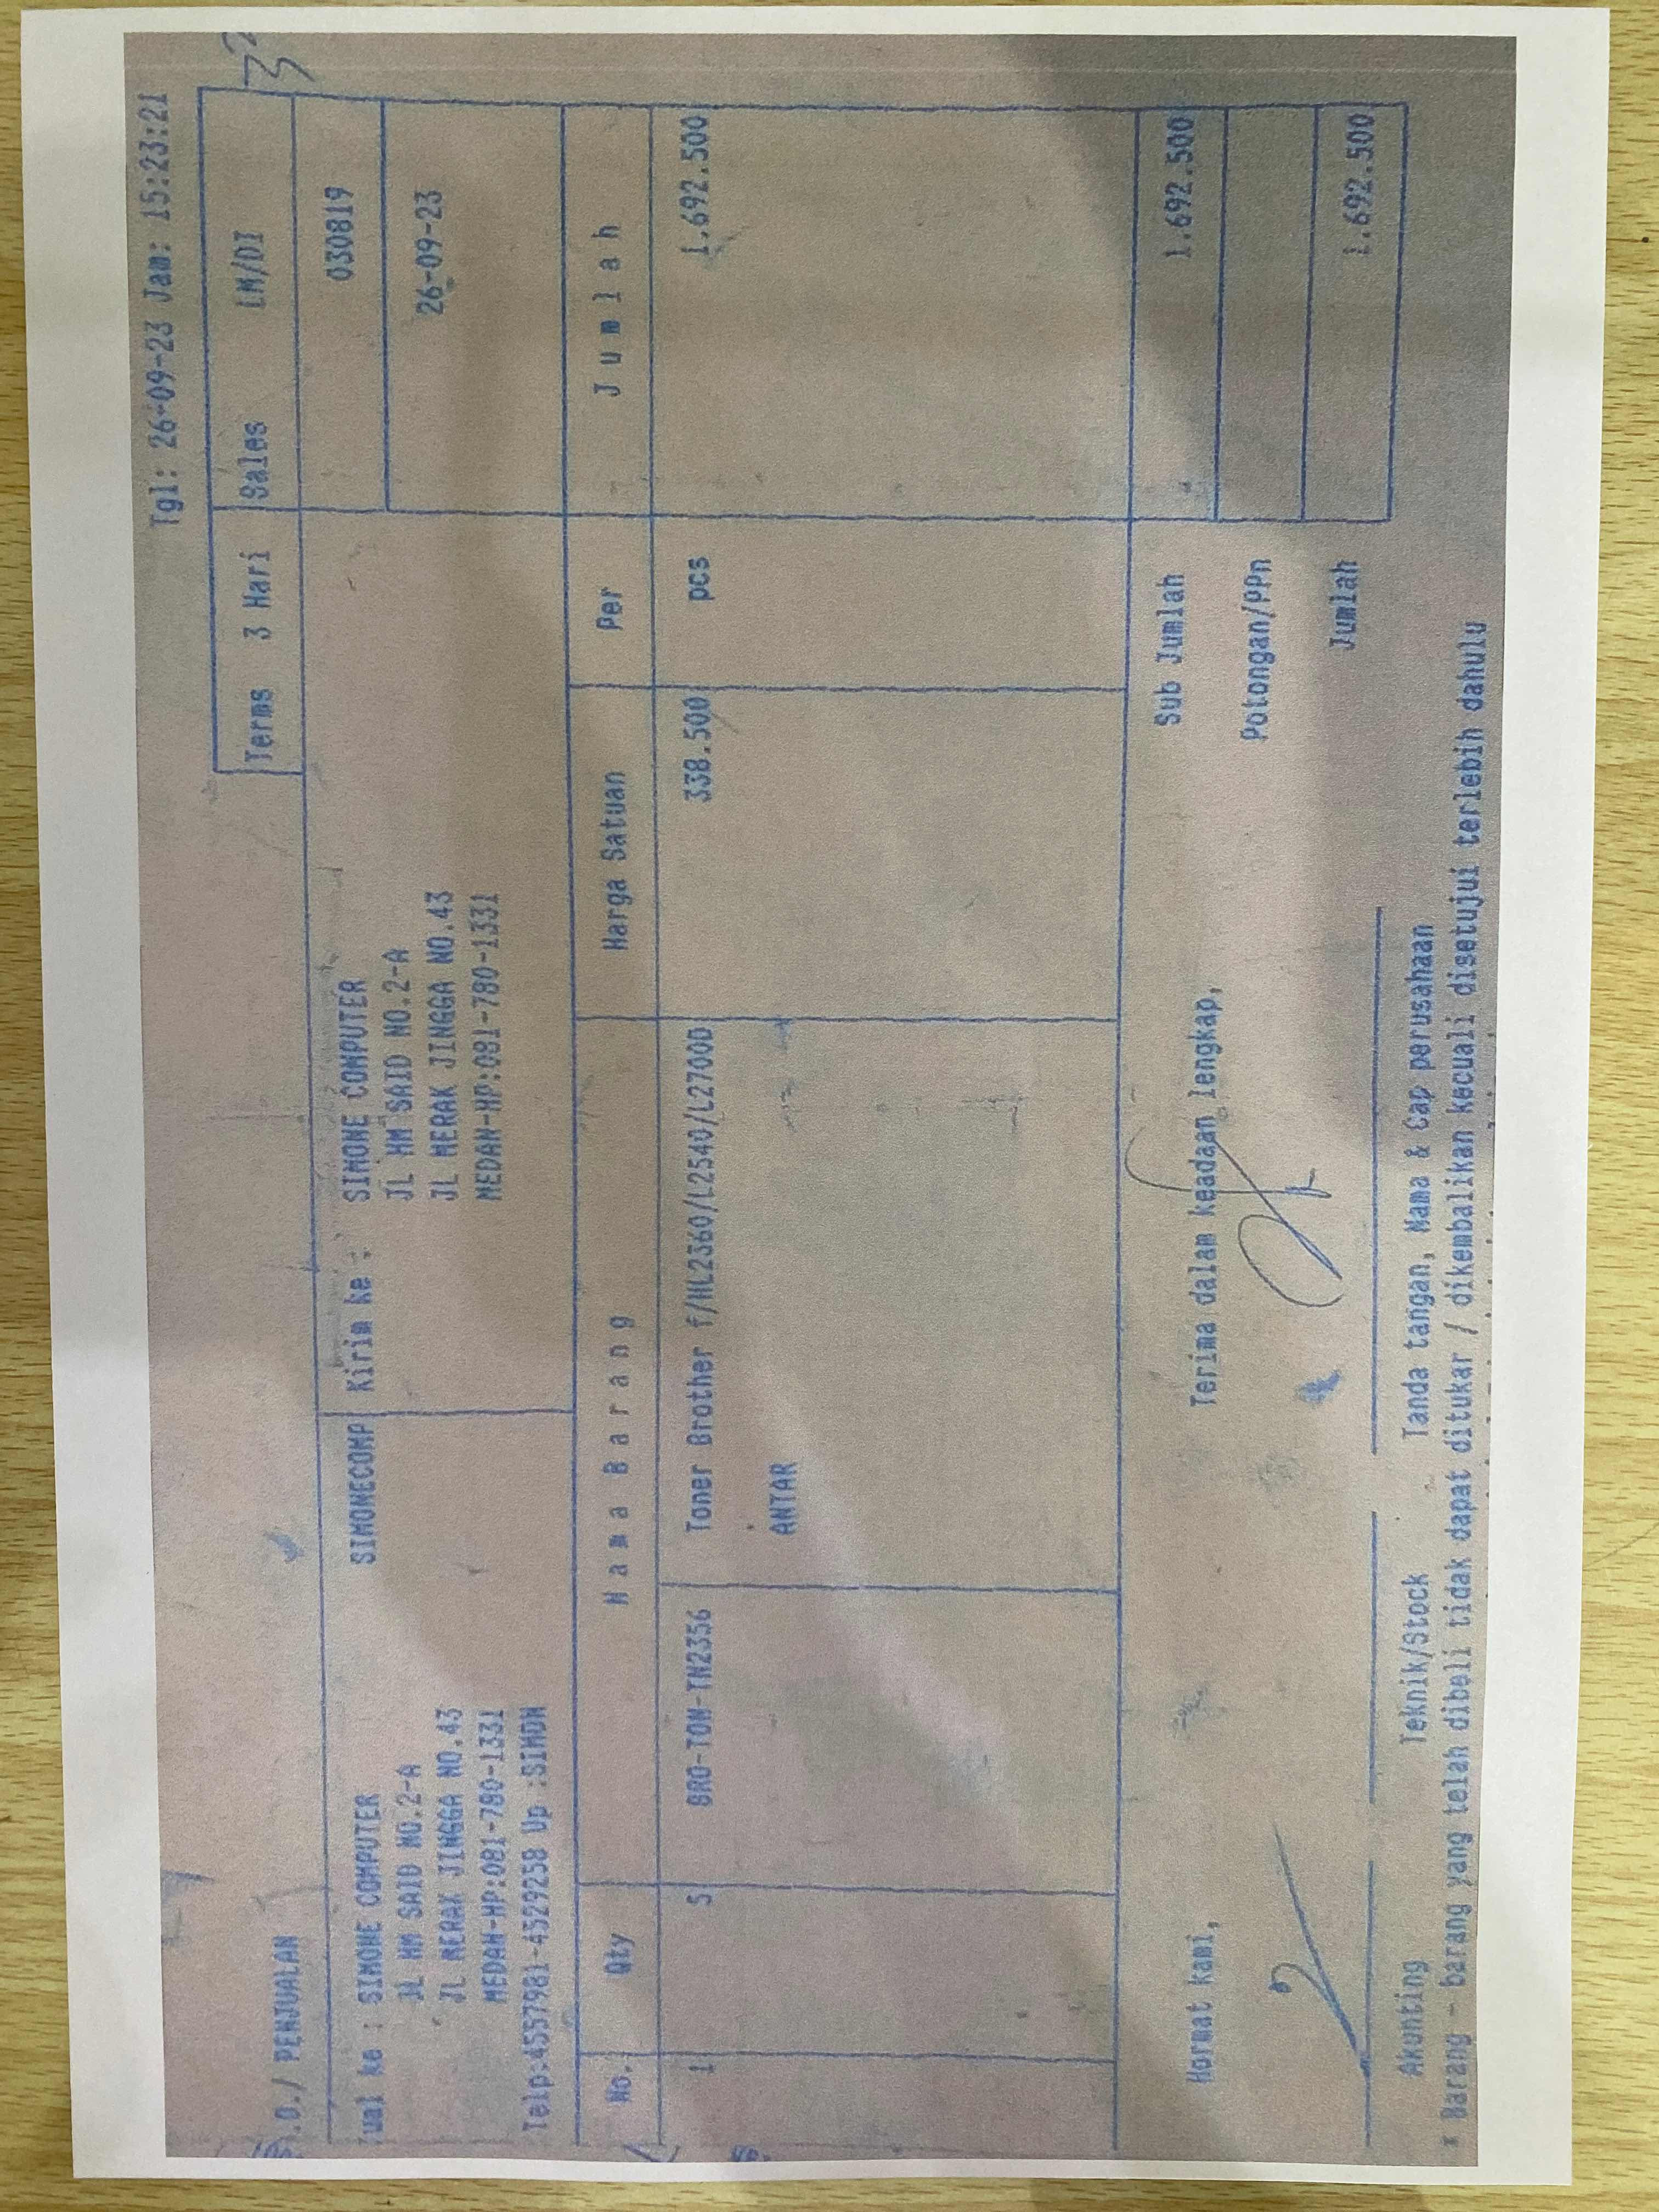 Tgl: 26-09-23 Jam: 15:23:21
.O./ PENJUALAN
Terms 3 Hari Sales LM/DI
ual ke : SIMONE COMPUTER SIMONECOMP Kirim ke : SIMONE COMPUTER 030819
JL HM SAID NO.2-A JL HM SAID NO.2-A
JL MERAK JINGGA NO.43 JL MERAK JINGGA NO.43 26-09-23
MEDAN-HP:081-780-1331 MEDAN-HP:081-780-1331
Telp:4557981-4529258 Up :SIMON
No. Qty Nama Barang Harga Satuan Per Jumlah
1 5 BRO-TON-TN2356 Toner Brother f/HL2360/L2540/L2700D 338.500 pcs 1.692.500
ANTAR
Hormat kami, Terima dalam keadaan lengkap, Sub Jumlah 1.692.500
Potongan/PPn
Jumlah 1.692.500
Akunting Teknik/Stock Tanda tangan, Nama & Cap perusahaan
* Barang - barang yang telah dibeli tidak dapat ditukar / dikembalikan kecuali disetujui terlebih dahulu